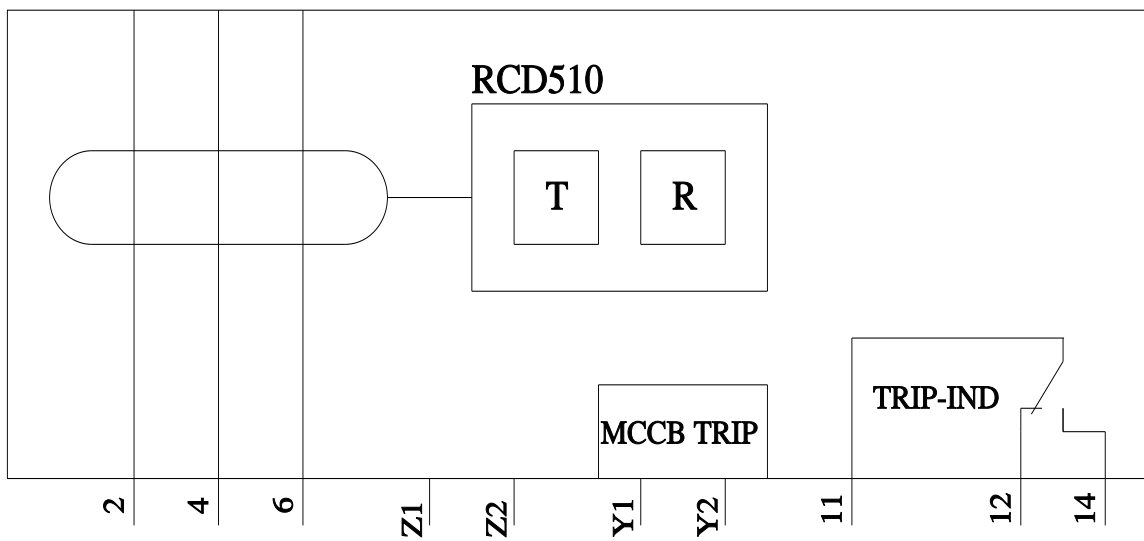 RCD510
T R
TRIP-IND
MCCB TRIP
2 4 6 Z1 Z2 Y1 Y2 11 12 14